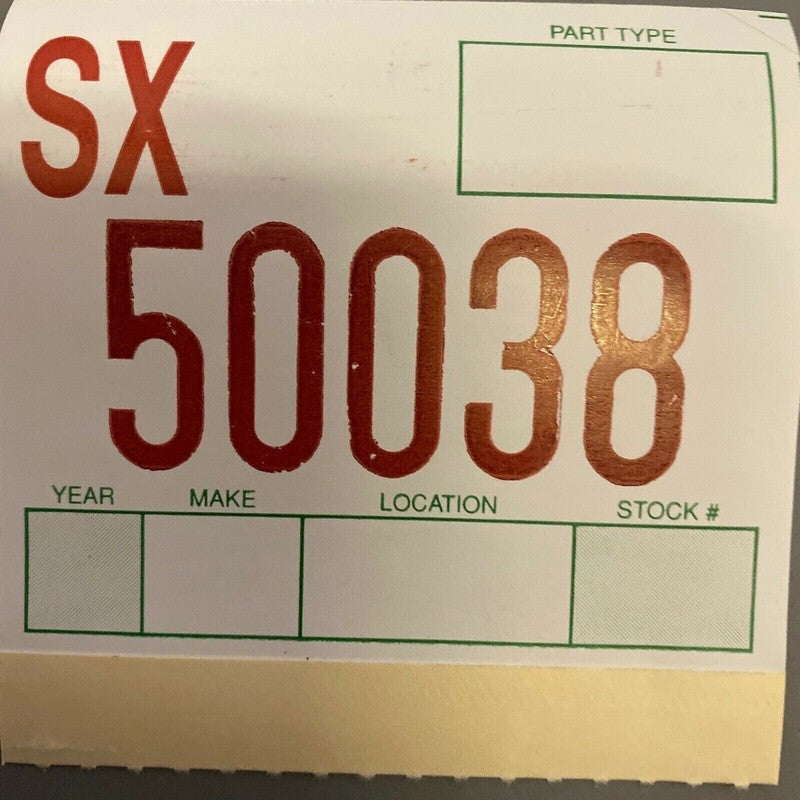 SX
PART TYPE
50038
YEAR MAKE LOCATION STOCK #